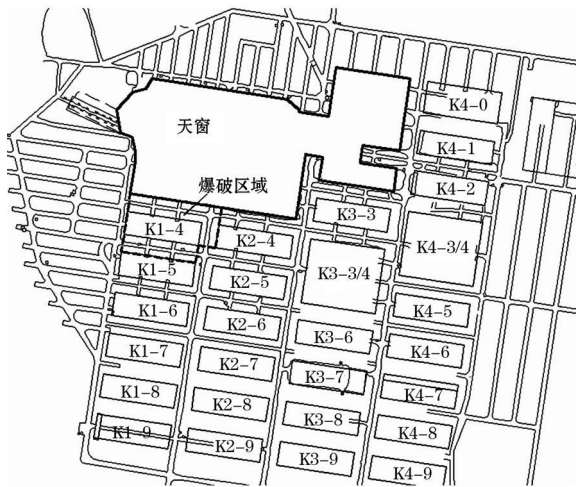 K4-0
天窗
K4-1
爆破区域
K4-2
K1-4
K2-4
K3-3
K4-3/4
K1-5
K2-5
K3-3/4
K1-6
K2-6
K3-6
K4-5
K1-7
K2-7
K3-7
K4-6
K1-8
K2-8
K3-8
K4-7
K1-9
K2-9
K3-9
K4-8
K4-9